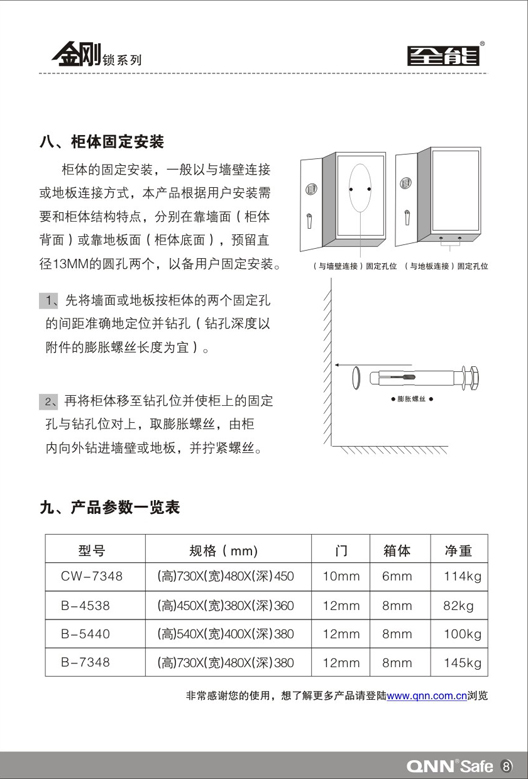 金刚锁系列
全能®
八、柜体固定安装
柜体的固定安装，一般以与墙壁连接
或地板连接方式，本产品根据用户安装需
要和柜体结构特点，分别在靠墙面（柜体
背面）或靠地板面（柜体底面），预留直
径13MM的圆孔两个，以备用户固定安装。
（与墙壁连接）固定孔位 （与地板连接）固定孔位
1、先将墙面或地板按柜体的两个固定孔
的间距准确地定位并钻孔（钻孔深度以
附件的膨胀螺丝长度为宜）。
2、再将柜体移至钻孔位并使柜上的固定
孔与钻孔位对上，取膨胀螺丝，由柜
内向外钻进墙壁或地板，并拧紧螺丝。
●膨胀螺丝●
九、产品参数一览表
型号 规格（mm） 门 箱体 净重
CW-7348 (高)730X(宽)480X(深)450 10mm 6mm 114kg
B-4538 (高)450X(宽)380X(深)360 12mm 8mm 82kg
B-5440 (高)540X(宽)400X(深)380 12mm 8mm 100kg
B-7348 (高)730X(宽)480X(深)380 12mm 8mm 145kg
非常感谢您的使用，想了解更多产品请登陆www.qnn.com.cn浏览
QNN®Safe 8